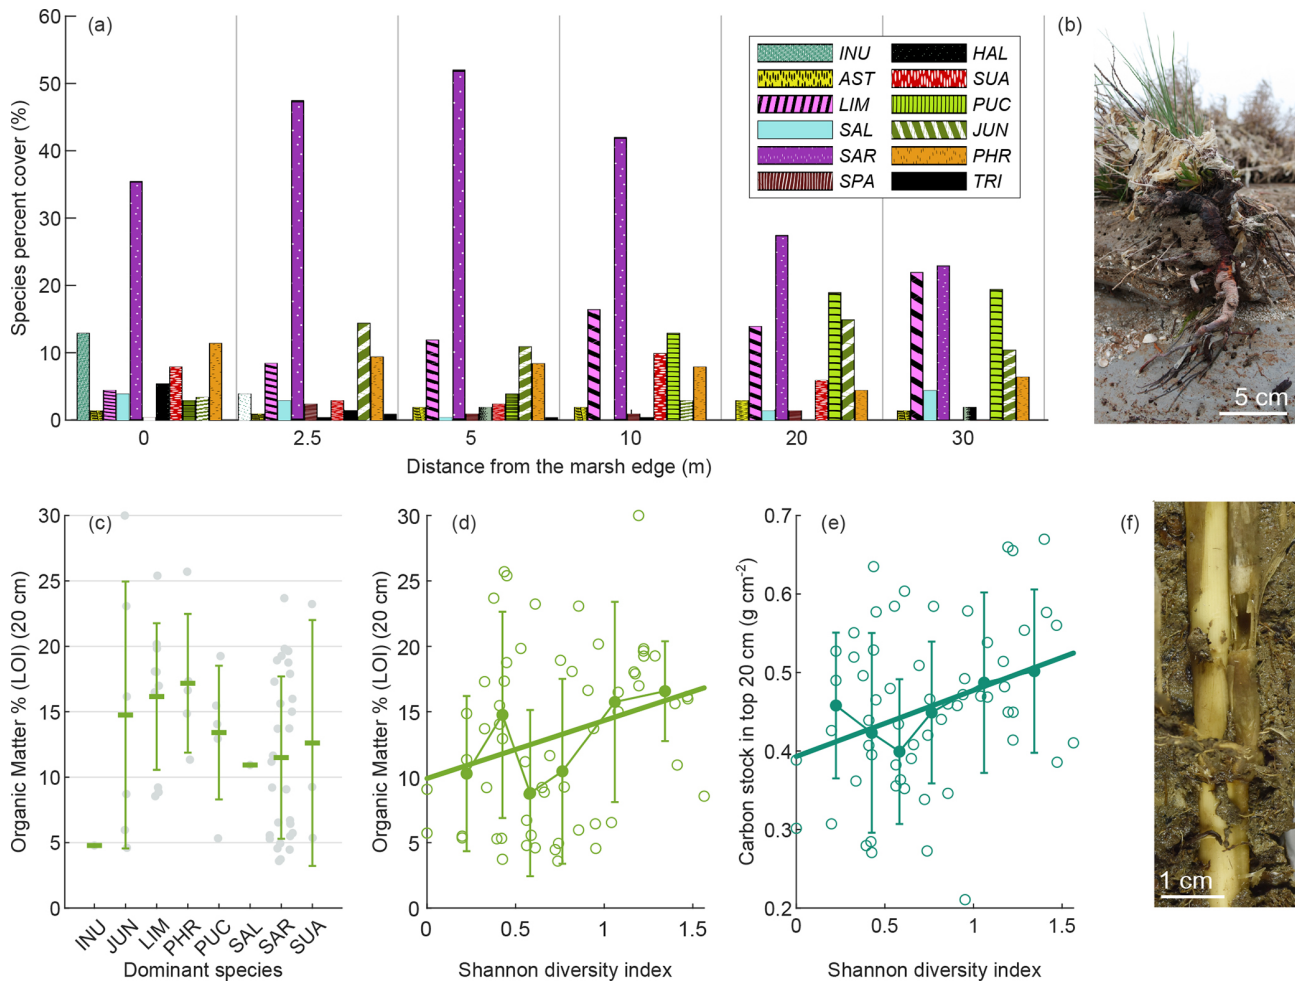 (a)
Species percent cover (%)
60
50
40
30
20
10
0
INU
AST
LIM
SAL
SAR
SPA
HAL
SUA
PUC
JUN
PHR
TRI
0 2.5 5 10 20 30
Distance from the marsh edge (m)
(b)
5 cm
(c)
Organic Matter % (LOI) (20 cm)
30
25
20
15
10
5
0
INU JUN LIM PHR PUC SAL SAR SUA
Dominant species
(d)
Organic Matter % (LOI) (20 cm)
30
25
20
15
10
5
0
0 0.5 1 1.5
Shannon diversity index
(e)
Carbon stock in top 20 cm (g cm⁻²)
0.7
0.6
0.5
0.4
0.3
0.2
0 0.5 1 1.5
Shannon diversity index
(f)
1 cm